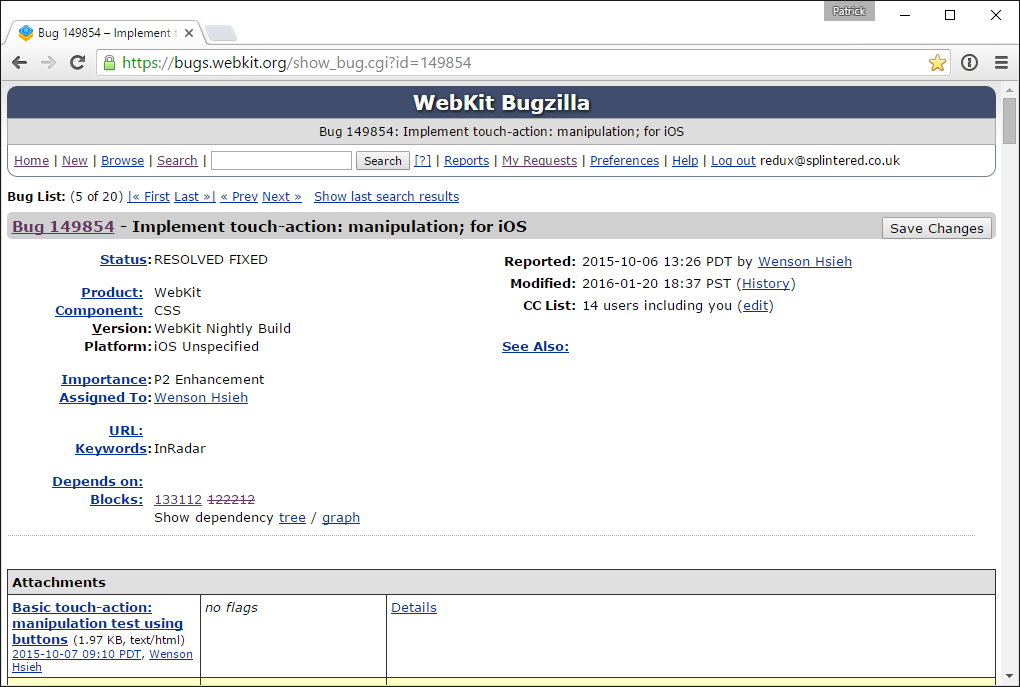 Patrick
Bug 149854 – Implement t
https://bugs.webkit.org/show_bug.cgi?id=149854
WebKit Bugzilla
Bug 149854: Implement touch-action: manipulation; for iOS
Home | New | Browse | Search | Search [?] | Reports | My Requests | Preferences | Help | Log out redux@splintered.co.uk
Bug List: (5 of 20) |« First Last »| « Prev Next » Show last search results
Bug 149854 - Implement touch-action: manipulation; for iOS Save Changes
Status: RESOLVED FIXED
Product: WebKit
Component: CSS
Version: WebKit Nightly Build
Platform: iOS Unspecified
Importance: P2 Enhancement
Assigned To: Wenson Hsieh
URL:
Keywords: InRadar
Depends on:
Blocks: 133112 122212
Show dependency tree / graph
Reported: 2015-10-06 13:26 PDT by Wenson Hsieh
Modified: 2016-01-20 18:37 PST (History)
CC List: 14 users including you (edit)
See Also:
Attachments
Basic touch-action:
manipulation test using
buttons (1.97 KB, text/html)
2015-10-07 09:10 PDT, Wenson
Hsieh
no flags
Details